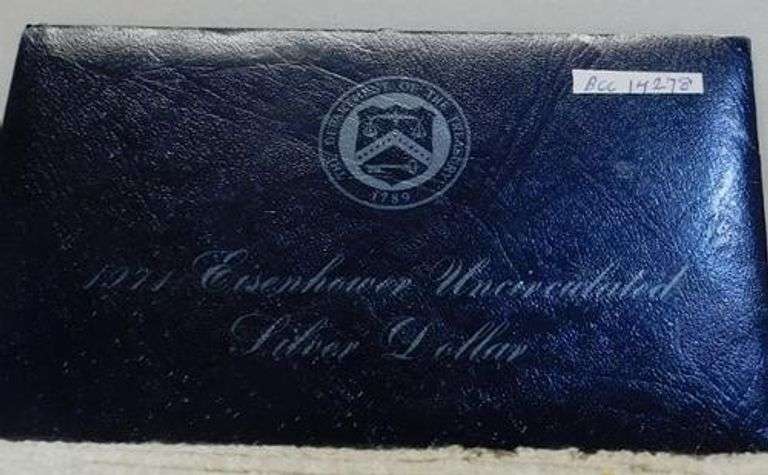 BCC 14278
THE DEPARTMENT OF THE TREASURY
1789
1971 Eisenhower Uncirculated
Silver Dollar